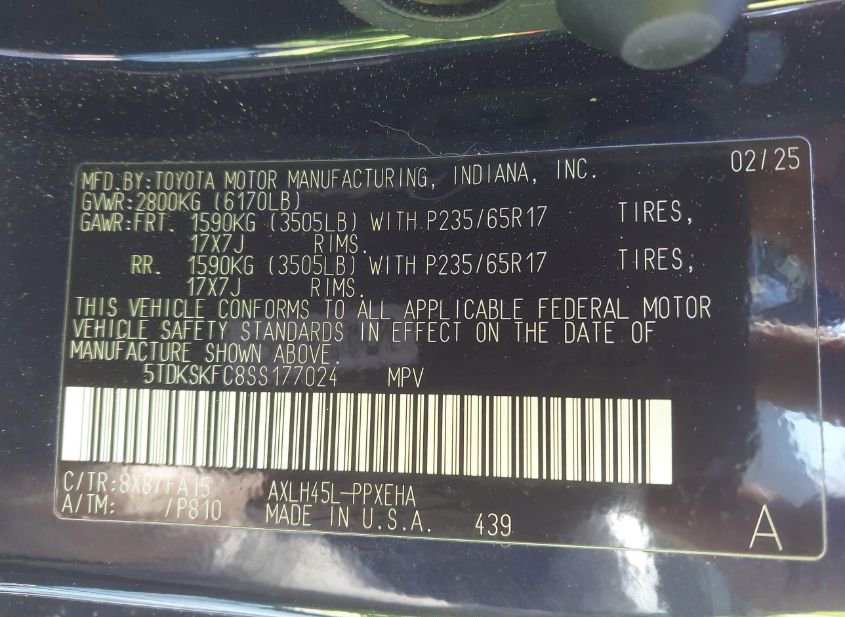 MFD.BY:TOYOTA MOTOR MANUFACTURING, INDIANA, INC. 02/25
GVWR:2800KG (6170LB)
GAWR:FRT. 1590KG (3505LB) WITH P235/65R17 TIRES,
17X7J RIMS.
RR. 1590KG (3505LB) WITH P235/65R17 TIRES,
17X7J RIMS.
THIS VEHICLE CONFORMS TO ALL APPLICABLE FEDERAL MOTOR
VEHICLE SAFETY STANDARDS IN EFFECT ON THE DATE OF
MANUFACTURE SHOWN ABOVE.
5TDKSKFC8SS177024 MPV
C/TR:8X8/FA15 AXLH45L-PPXEHA
A/TM: /P810 MADE IN U.S.A. 439 A